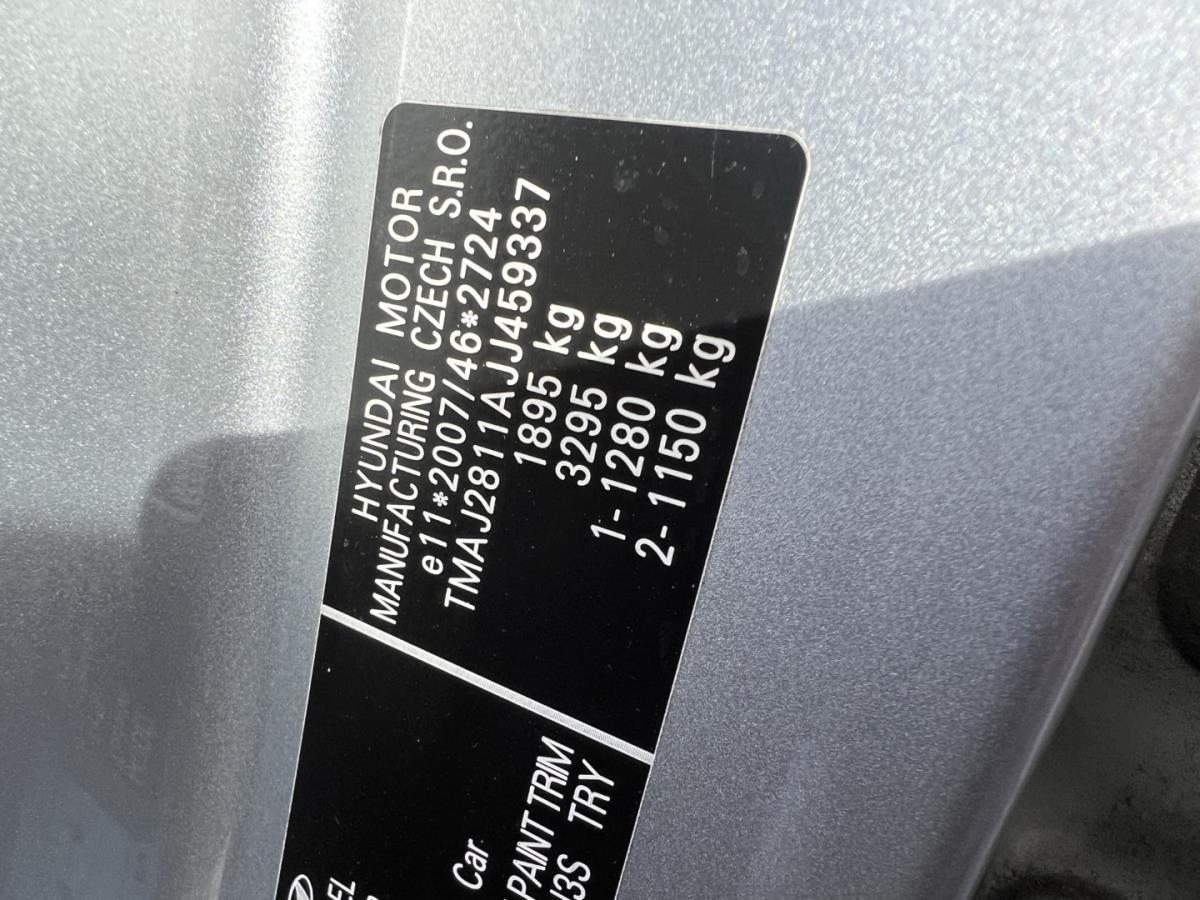 HYUNDAI MOTOR
MANUFACTURING CZECH S.R.O.
e11*2007/46*2724
TMAJ2811AJJ459337
1895 kg
3295 kg
1-1280 kg
2-1150 kg
Car
PAINT TRIM
TRY